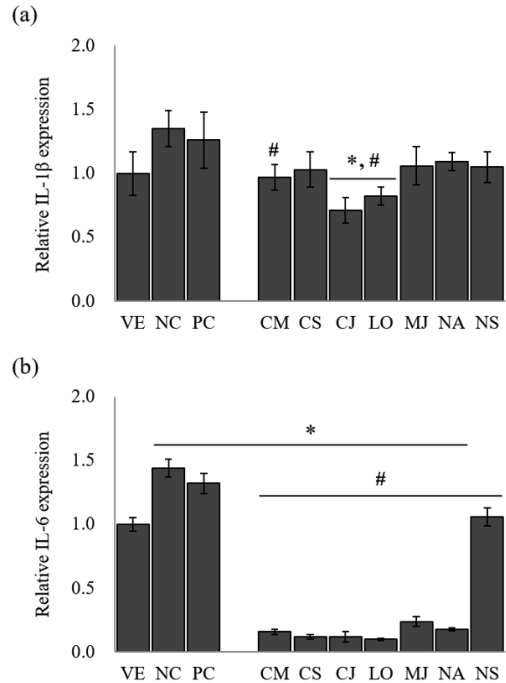 (a)
Relative IL-1β expression
2.0
1.5
1.0
0.5
0.0
#
*, #
VE NC PC CM CS CJ LO MJ NA NS
(b)
Relative IL-6 expression
2.0
1.5
1.0
0.5
0.0
*
#
VE NC PC CM CS CJ LO MJ NA NS